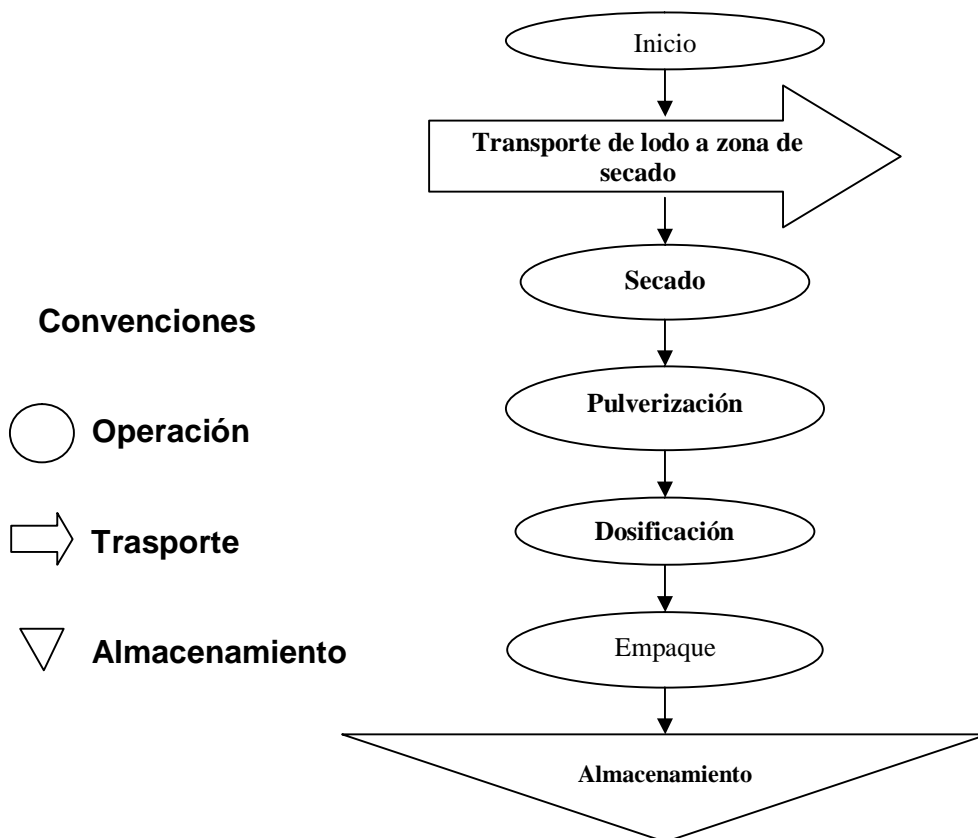 Inicio
Transporte de lodo a zona de
secado
Secado
Convenciones
Pulverización
Operación
Dosificación
Trasporte
Empaque
Almacenamiento
Almacenamiento